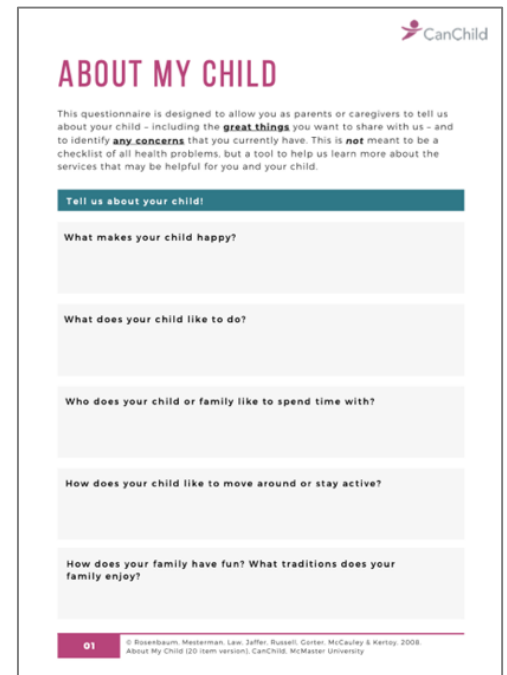 CanChild
ABOUT MY CHILD
This questionnaire is designed to allow you as parents or caregivers to tell us
about your child – including the great things you want to share with us – and
to identify any concerns that you currently have. This is not meant to be a
checklist of all health problems, but a tool to help us learn more about the
services that may be helpful for you and your child.
Tell us about your child!
What makes your child happy?
What does your child like to do?
Who does your child or family like to spend time with?
How does your child like to move around or stay active?
How does your family have fun? What traditions does your
family enjoy?
01
© Rosenbaum, Mesterman, Law, Jaffer, Russell, Gorter, McCauley & Kertoy, 2008.
About My Child (20 item version), CanChild, McMaster University